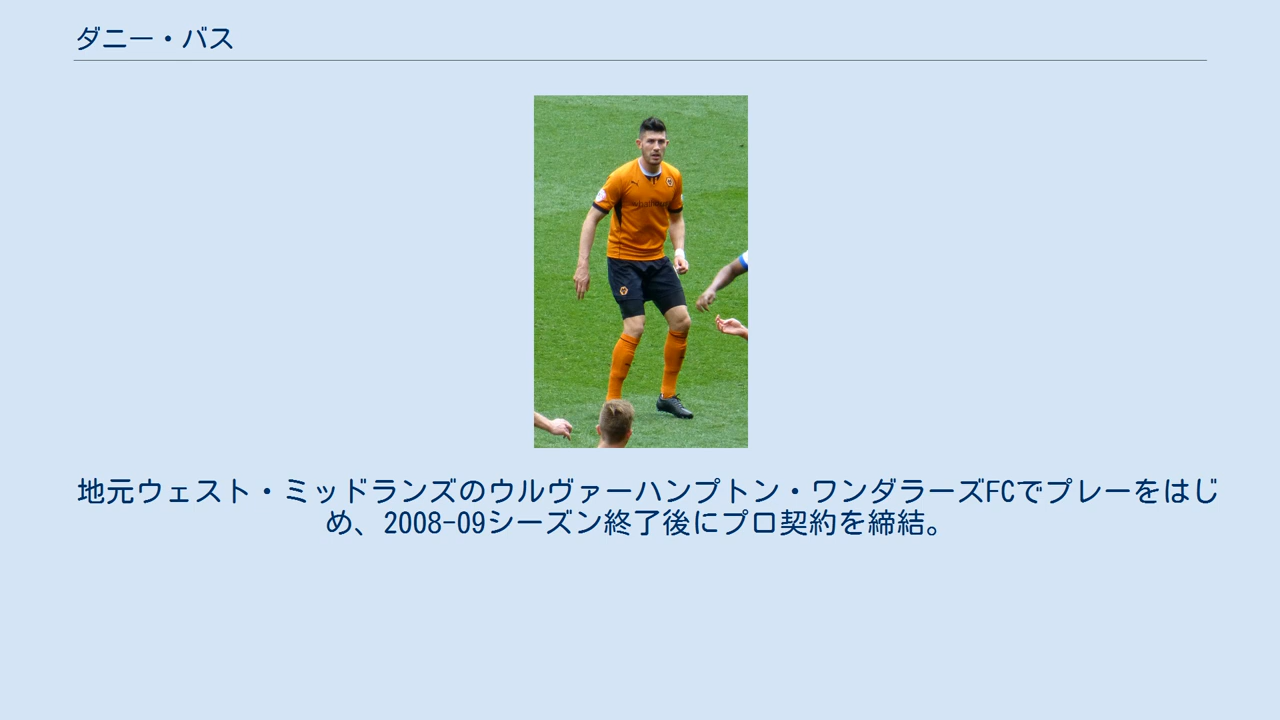 ダニー・バス
地元ウェスト・ミッドランズのウルヴァーハンプトン・ワンダラーズFCでプレーをはじ
め、2008-09シーズン終了後にプロ契約を締結。